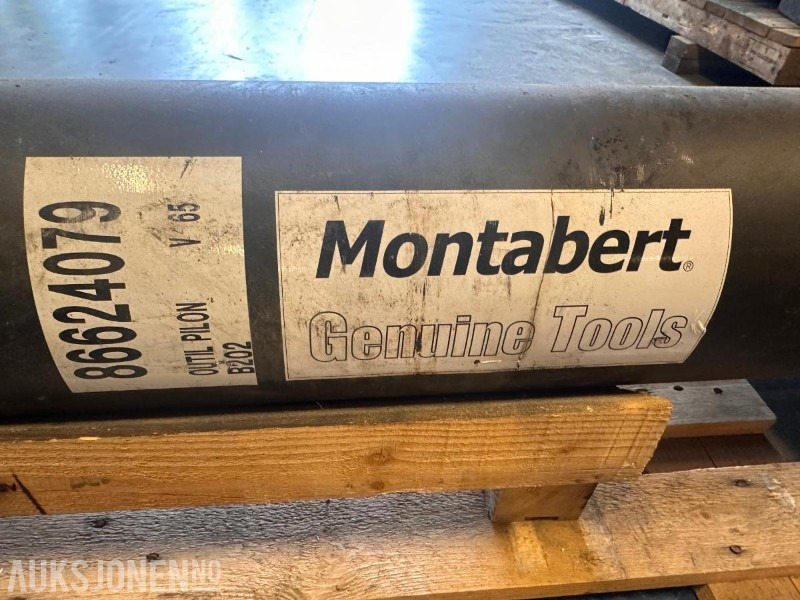 86624079
OUTIL PILON V 65
B202
Montabert®
Genuine Tools
AUKSJONEN.NO